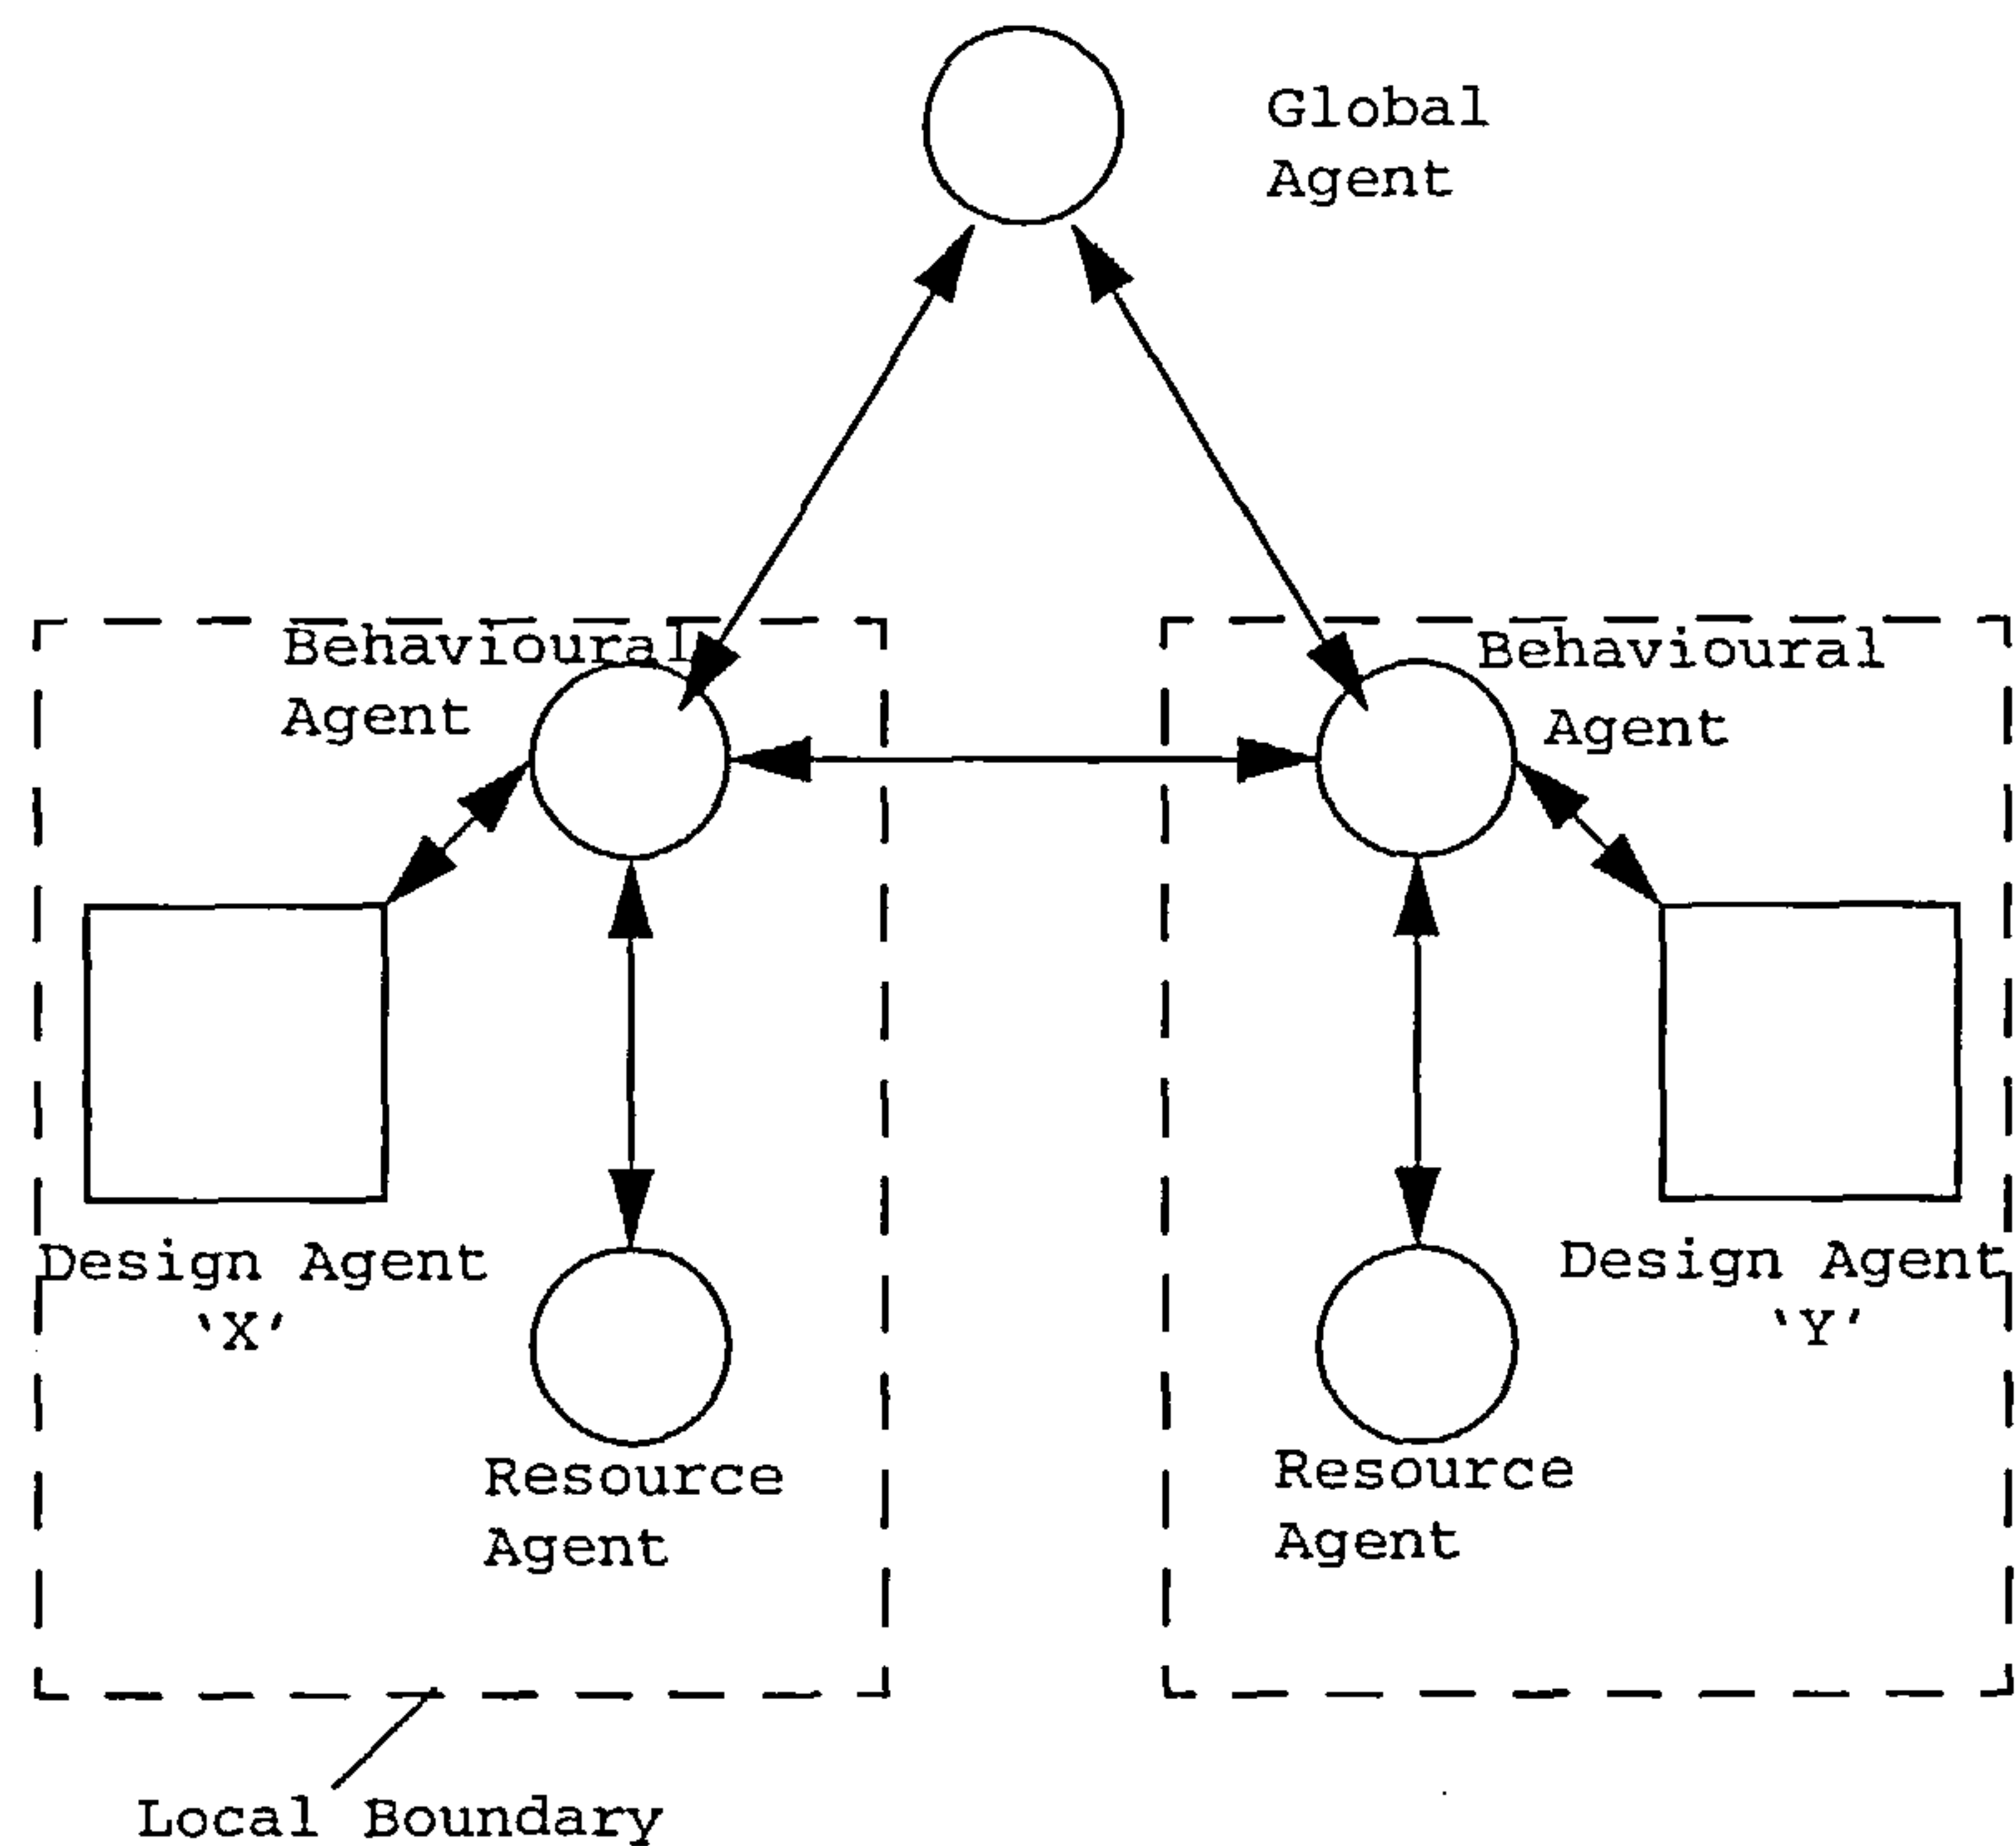 Global
Agent
Behavioural
Agent
Behavioural
Agent
Design Agent
'X'
Resource
Agent
Design Agent
'Y'
Resource
Agent
Local Boundary